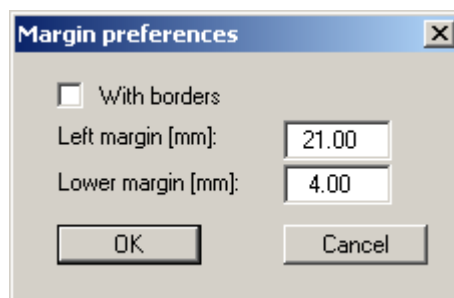 Margin preferences
With borders
Left margin [mm]: 21.00
Lower margin [mm]: 4.00
OK Cancel